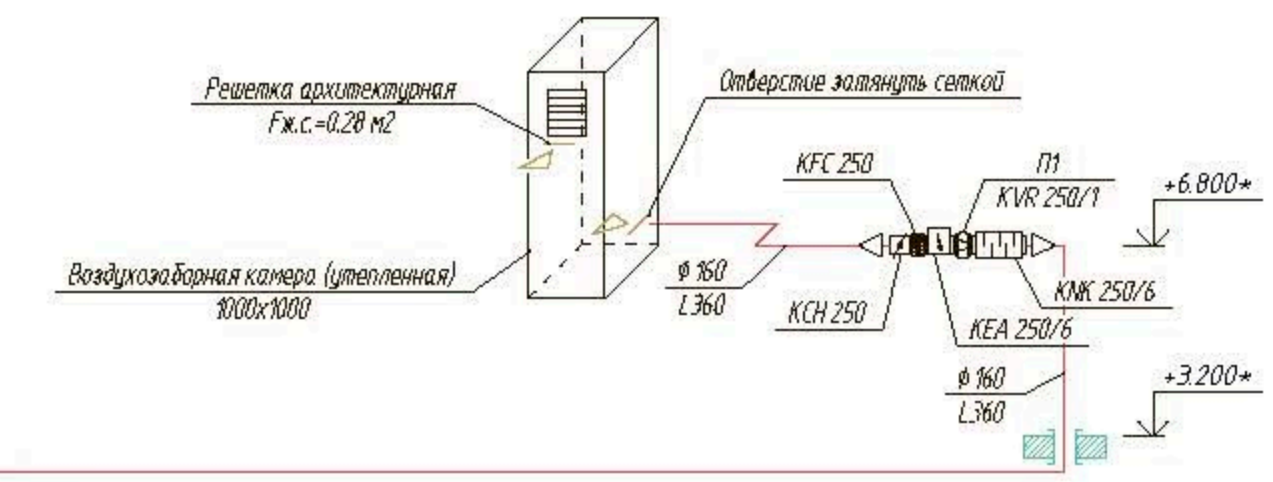 Решетка архитектурная
Fж.с.=0.28 м2
Отверстие затянуть сеткой
KFC 250
П1
KVR 250/1
+6.800*
Воздухозаборная камера (утепленная)
1000x1000
ф 160
L360
KCH 250
KNK 250/6
KEA 250/6
ф 160
L360
+3.200*